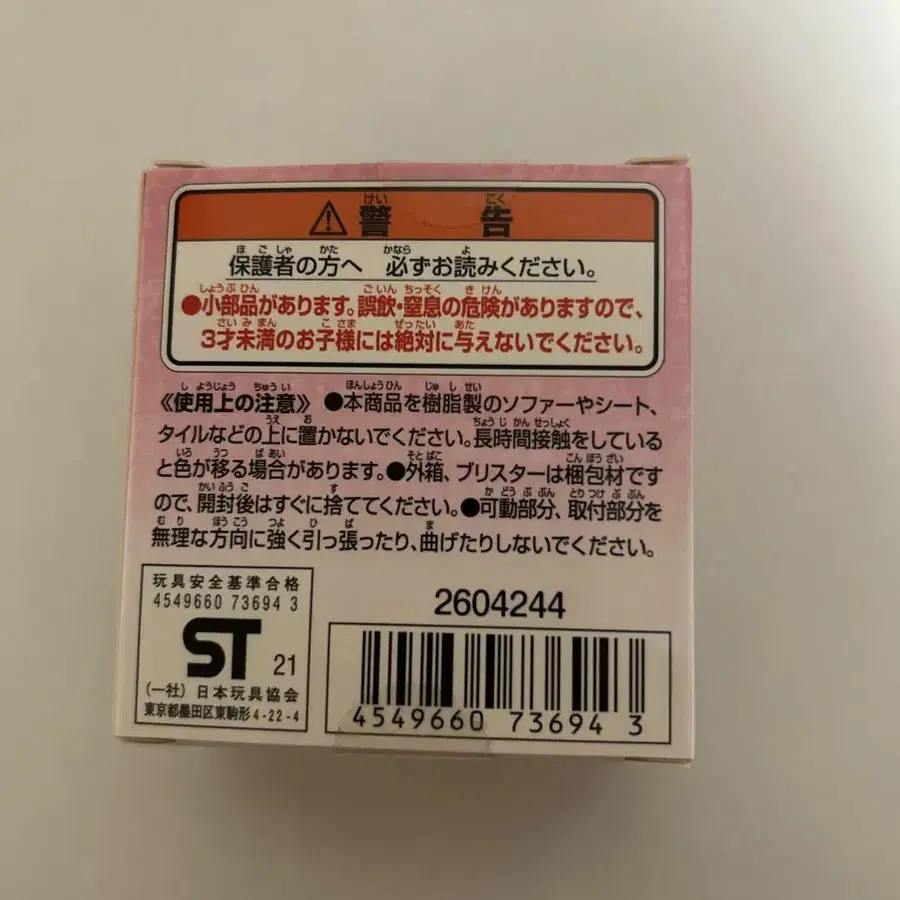 ⚠警告
保護者の方へ 必ずお読みください。
●小部品があります。誤飲・窒息の危険がありますので、
3才未満のお子様には絶対に与えないでください。
《使用上の注意》●本商品を樹脂製のソファーやシート、
タイルなどの上に置かないでください。長時間接触をしている
と色が移る場合があります。●外箱、ブリスターは梱包材です
ので、開封後はすぐに捨ててください。●可動部分、取付部分を
無理な方向に強く引っ張ったり、曲げたりしないでください。
玩具安全基準合格
4549660 73694 3
ST 21
(一社) 日本玩具協会
東京都墨田区東駒形4-22-4
2604244
4549660 73694 3